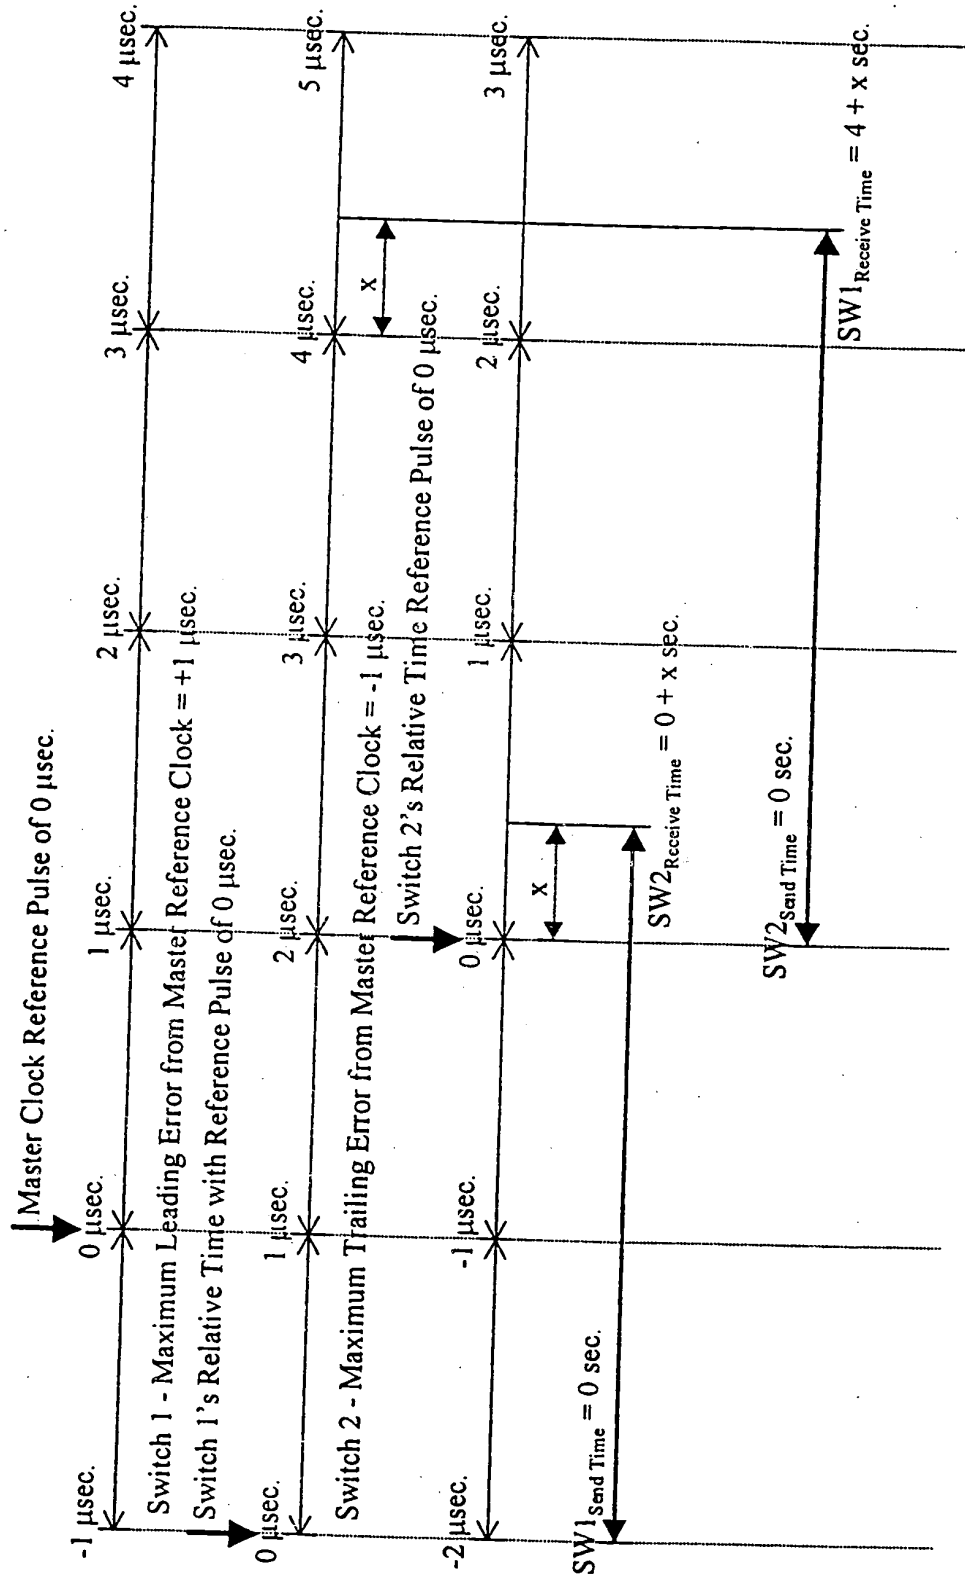 Master Clock Reference Pulse of 0 µsec.
-1 µsec.
0 µsec.
1 µsec.
2 µsec.
3 µsec.
4 µsec.
Switch 1 - Maximum Leading Error from Master Reference Clock = +1 µsec.
Switch 1's Relative Time with Reference Pulse of 0 µsec.
0 µsec.
1 µsec.
2 µsec.
3 µsec.
4 µsec.
5 µsec.
Switch 2 - Maximum Trailing Error from Master Reference Clock = -1 µsec.
x
Switch 2's Relative Time Reference Pulse of 0 µsec.
-2 µsec.
-1 µsec.
0 µsec.
1 µsec.
2 µsec.
3 µsec.
x
SW1Send Time = 0 sec.
SW2Receive Time = 0 + x sec.
SW2Send Time = 0 sec.
SW1Receive Time = 4 + x sec.